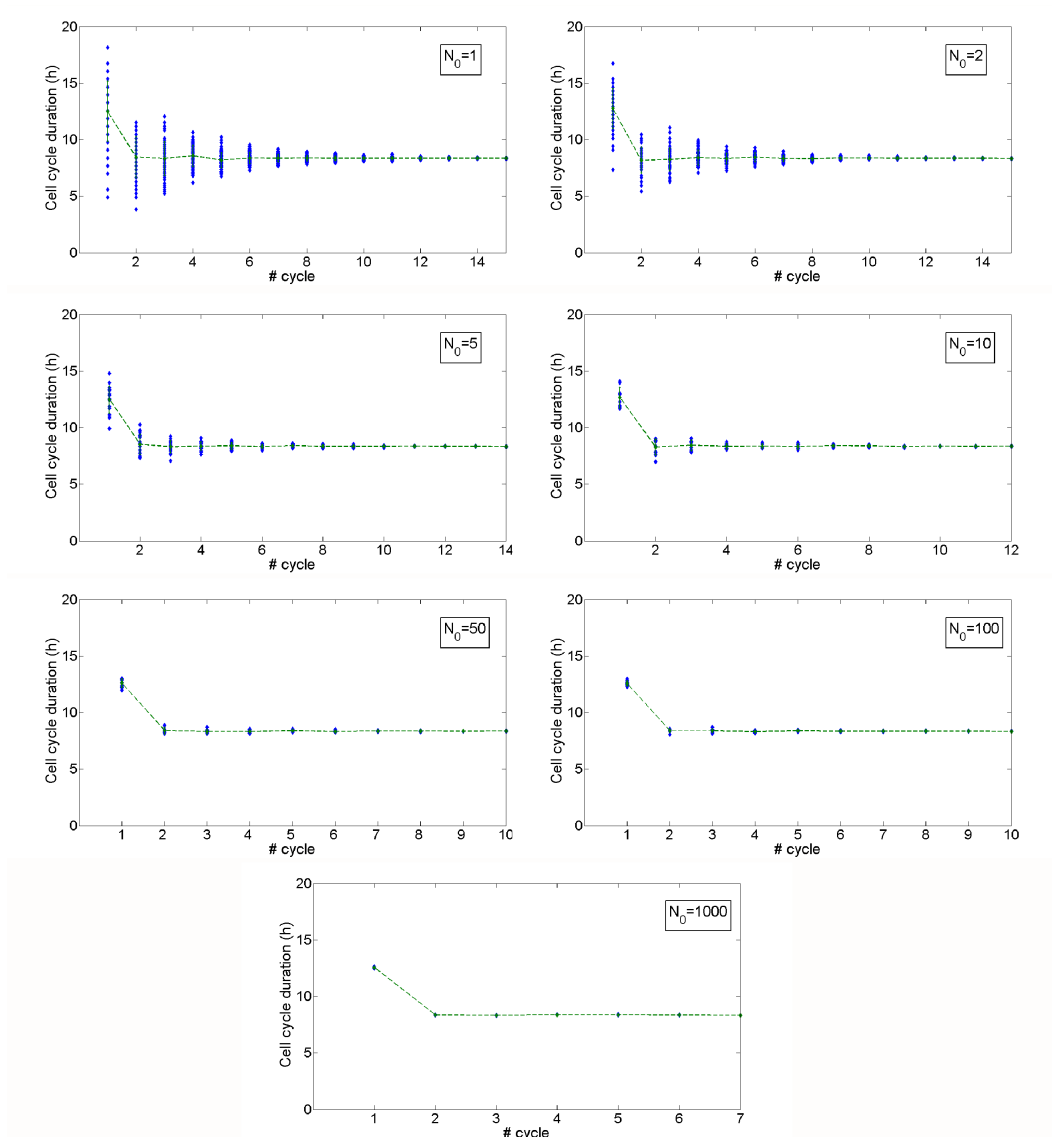 20
15
10
5
0
Cell cycle duration (h)
N0=1
2 4 6 8 10 12 14
# cycle
20
15
10
5
0
Cell cycle duration (h)
N0=2
2 4 6 8 10 12 14
# cycle
20
15
10
5
0
Cell cycle duration (h)
N0=5
2 4 6 8 10 12 14
# cycle
20
15
10
5
0
Cell cycle duration (h)
N0=10
2 4 6 8 10 12
# cycle
20
15
10
5
0
Cell cycle duration (h)
N0=50
1 2 3 4 5 6 7 8 9 10
# cycle
20
15
10
5
0
Cell cycle duration (h)
N0=100
1 2 3 4 5 6 7 8 9 10
# cycle
20
15
10
5
0
Cell cycle duration (h)
N0=1000
1 2 3 4 5 6 7
# cycle